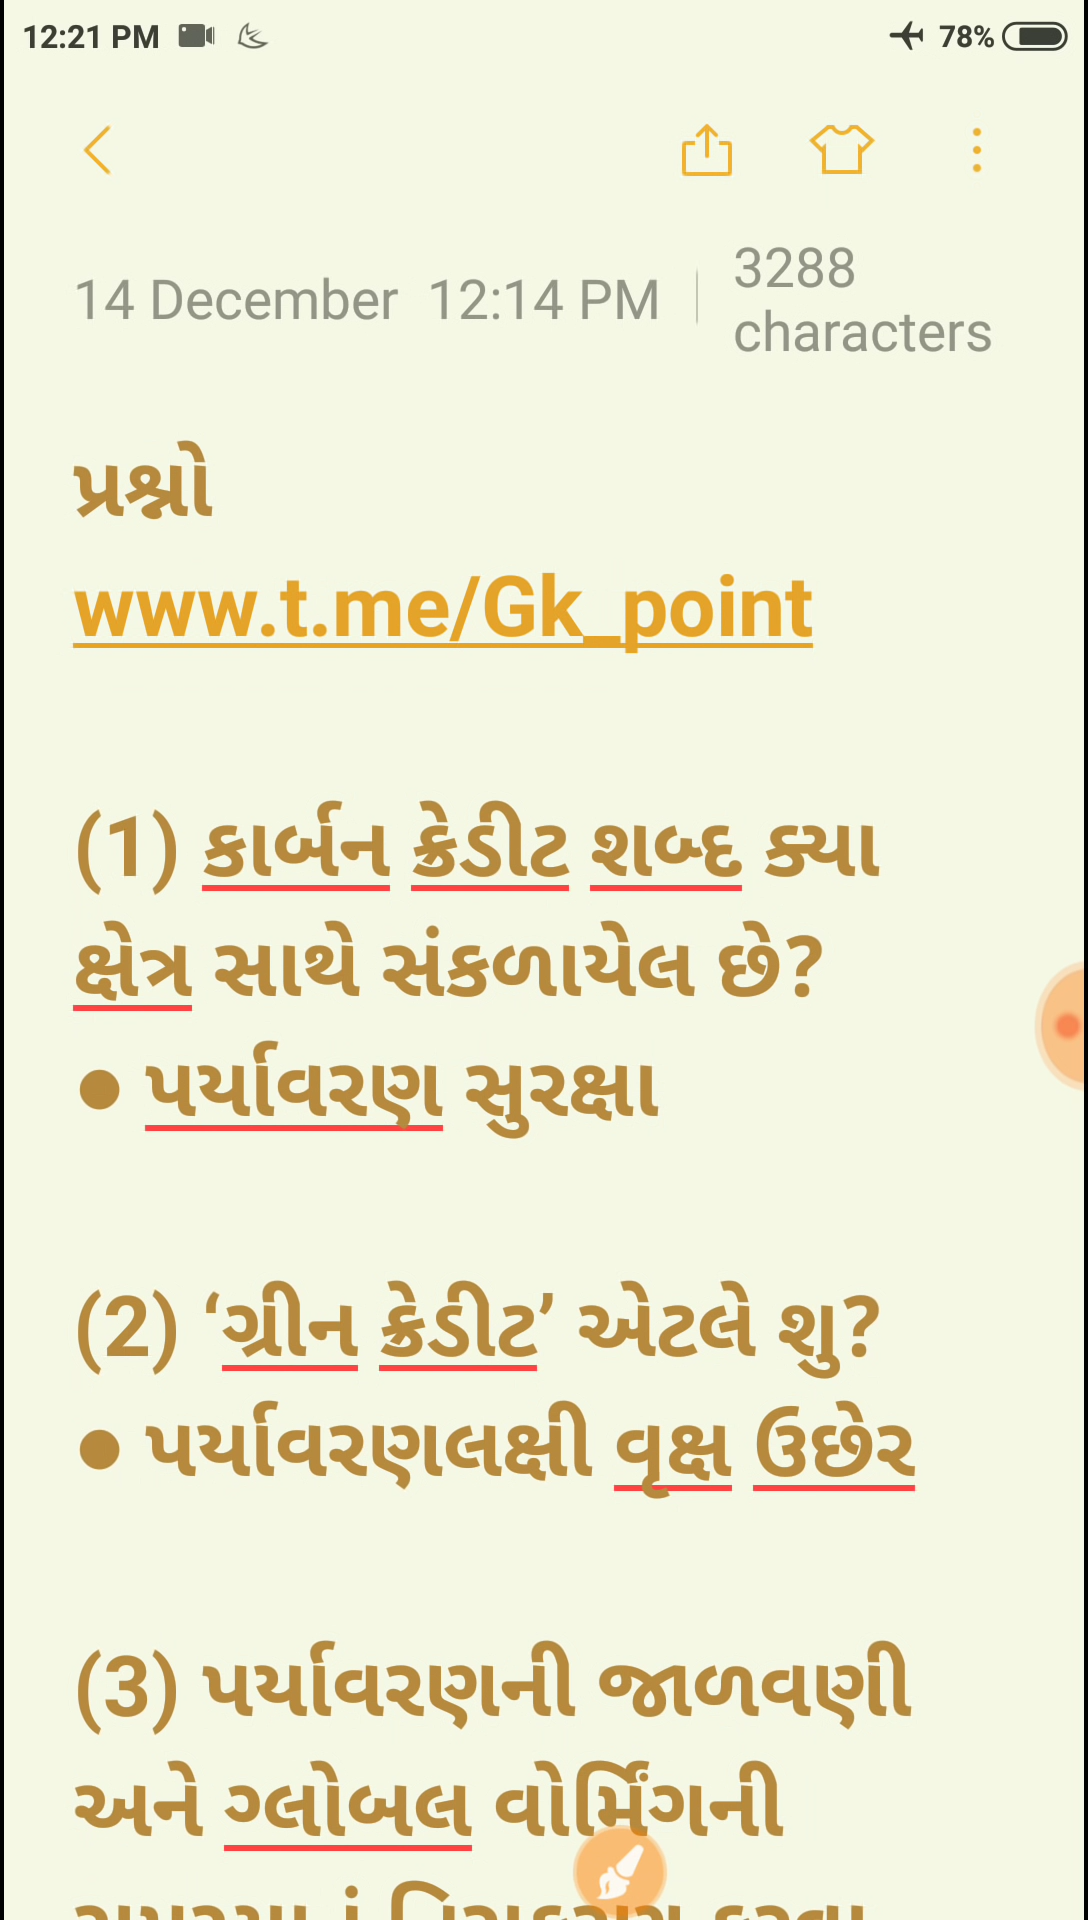 12:21 PM 78%
14 December 12:14 PM | 3288 characters
પ્રશ્નો
www.t.me/Gk_point
(1) કાર્બન ક્રેડીટ શબ્દ ક્યા
ક્ષેત્ર સાથે સંકળાયેલ છે?
● પર્યાવરણ સુરક્ષા
(2) ‘ગ્રીન ક્રેડીટ’ એટલે શુ?
● પર્યાવરણલક્ષી વૃક્ષ ઉછેર
(3) પર્યાવરણની જાળવણી
અને ગ્લોબલ વોર્મિંગની